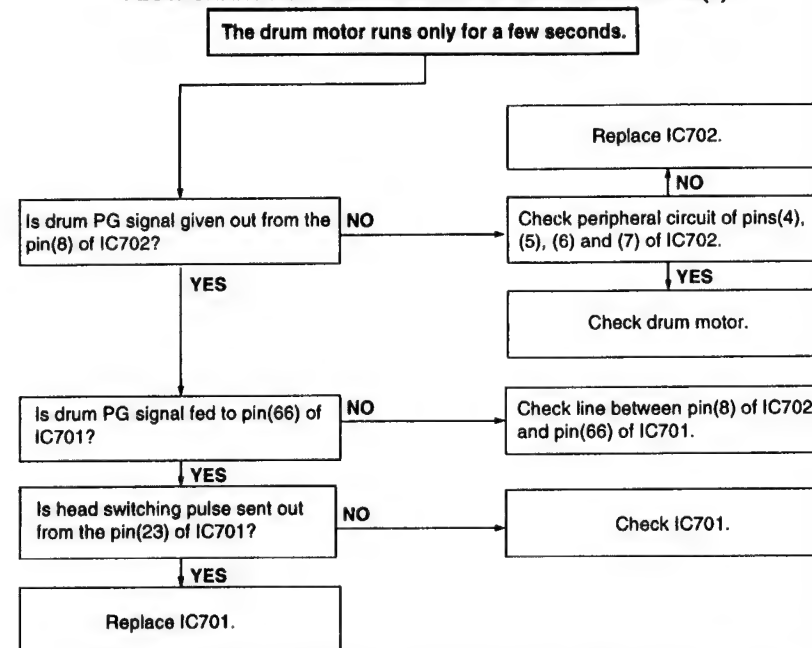 The drum motor runs only for a few seconds.
Replace IC702.
NO
Is drum PG signal given out from the
pin(8) of IC702?
NO
Check peripheral circuit of pins(4),
(5), (6) and (7) of IC702.
YES
YES
Check drum motor.
Is drum PG signal fed to pin(66) of
IC701?
NO
Check line between pin(8) of IC702
and pin(66) of IC701.
YES
Is head switching pulse sent out
from the pin(23) of IC701?
NO
Check IC701.
YES
Replace IC701.